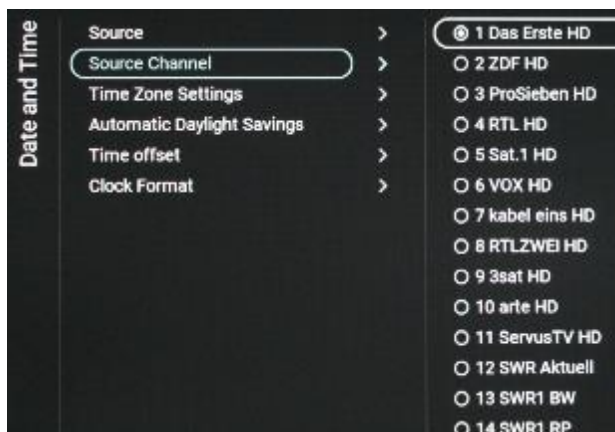 Date and Time
Source
Source Channel
Time Zone Settings
Automatic Daylight Savings
Time offset
Clock Format
1 Das Erste HD
2 ZDF HD
3 ProSieben HD
4 RTL HD
5 Sat.1 HD
6 VOX HD
7 kabel eins HD
8 RTLZWEI HD
9 3sat HD
10 arte HD
11 ServusTV HD
12 SWR Aktuell
13 SWR1 BW
14 SWR1 RP